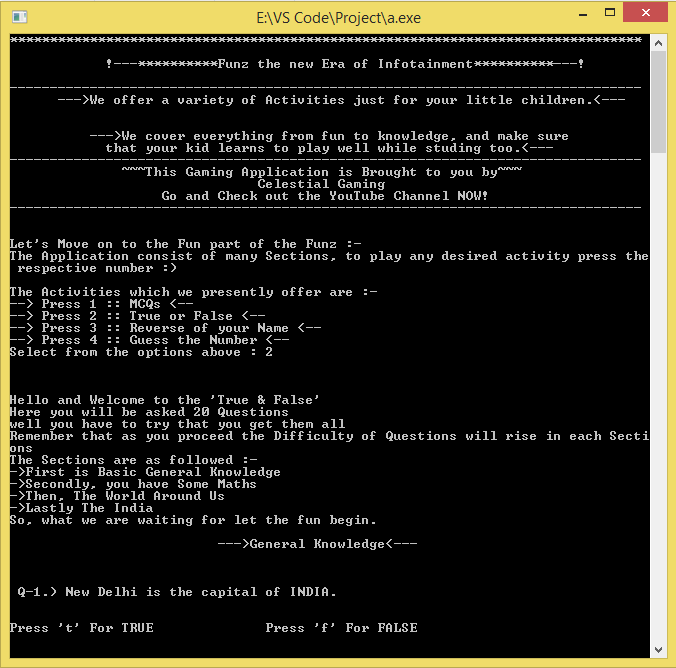 E:\VS Code\Project\a.exe
*******************************************************************************
!---**********Funz the new Era of Infotainment**********---!
-------------------------------------------------------------------------------
--->We offer a variety of Activities just for your little children.<---
--->We cover everything from fun to knowledge, and make sure
that your kid learns to play well while studing too.<---
-------------------------------------------------------------------------------
~~~This Gaming Application is Brought to you by~~~
Celestial Gaming
Go and Check out the YouTube Channel NOW!
-------------------------------------------------------------------------------
Let's Move on to the Fun part of the Funz :-
The Application consist of many Sections, to play any desired activity press the
respective number :)
The Activities which we presently offer are :-
--> Press 1 :: MCQs <--
--> Press 2 :: True or False <--
--> Press 3 :: Reverse of your Name <--
--> Press 4 :: Guess the Number <--
Select from the options above : 2
Hello and Welcome to the 'True & False'
Here you will be asked 20 Questions
well you have to try that you get them all
Remember that as you proceed the Difficulty of Questions will rise in each Secti
ons
The Sections are as followed :-
->First is Basic General Knowledge
->Secondly, you have Some Maths
->Then, The World Around Us
->Lastly The India
So, what we are waiting for let the fun begin.
--->General Knowledge<---
Q-1.) New Delhi is the capital of INDIA.
Press 't' For TRUE Press 'f' For FALSE